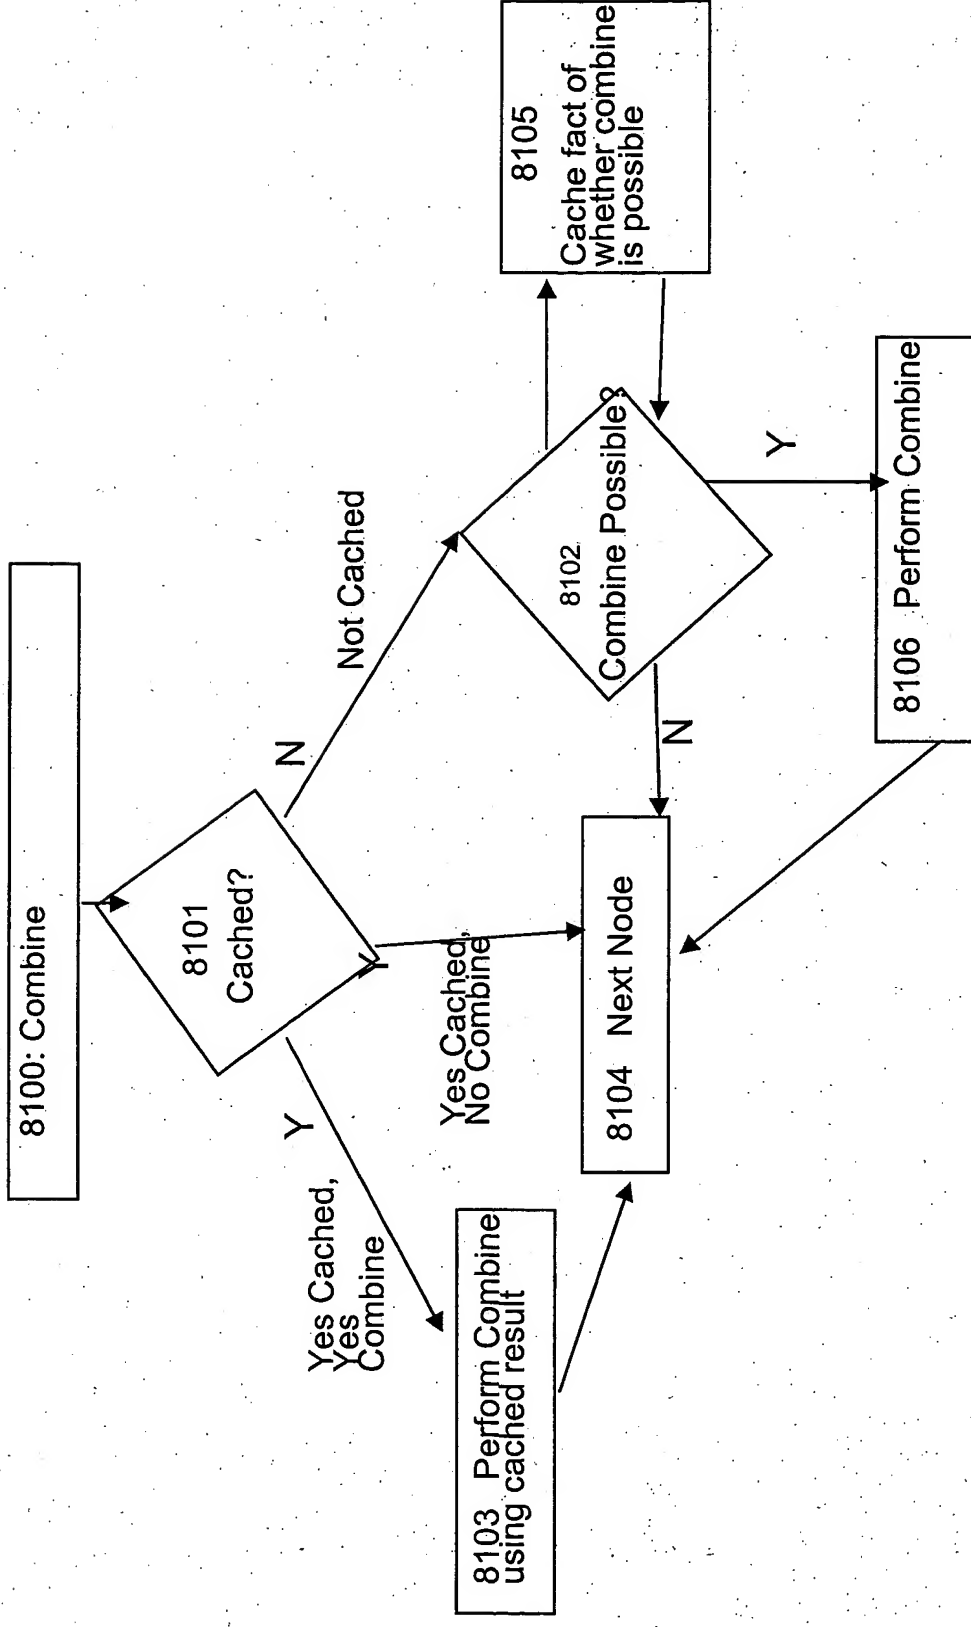 8100: Combine
8101
Cached?
N
Not Cached
Y
Yes Cached,
Yes
Combine
Y
Yes Cached,
No Combine
8102
Combine Possible?
8105
Cache fact of
whether combine
is possible
8103 Perform Combine
using cached result
8104 Next Node
N
Y
8106 Perform Combine